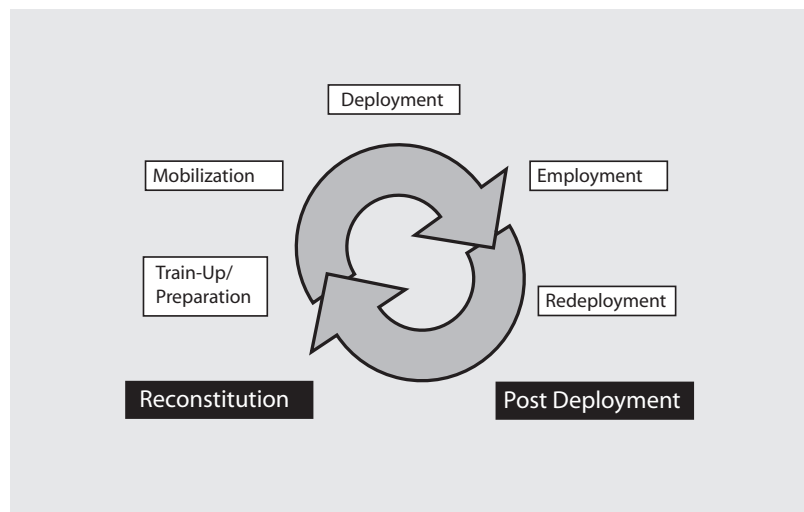 Deployment
Mobilization
Employment
Train-Up/
Preparation
Redeployment
Reconstitution
Post Deployment